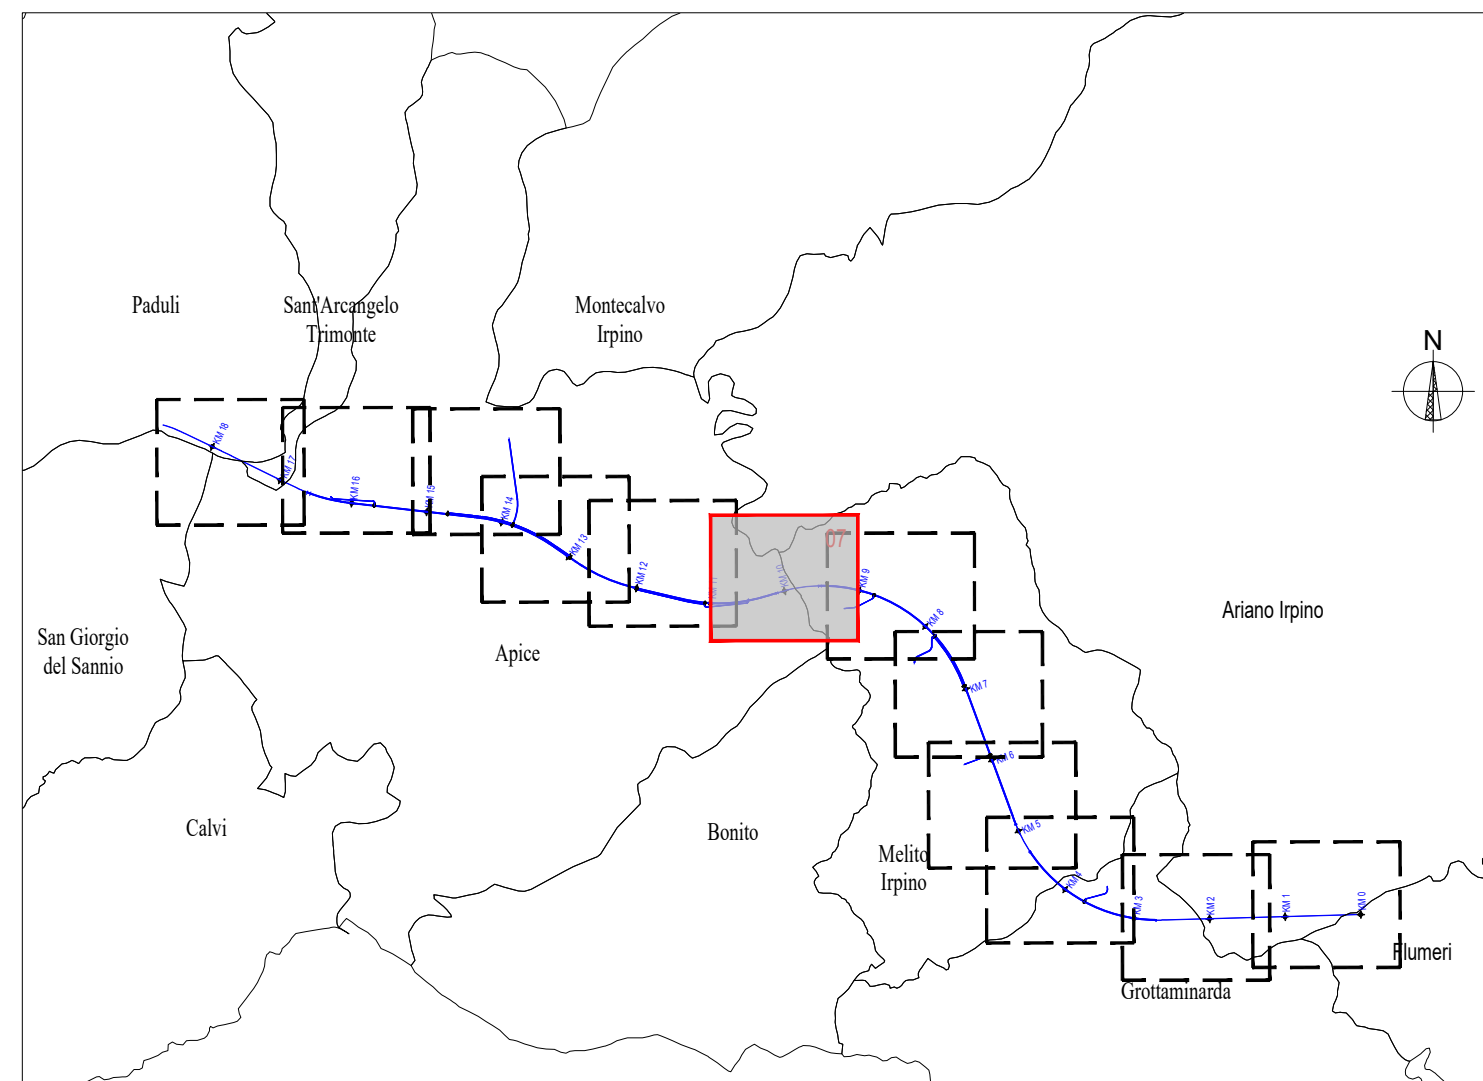 Paduli
Sant'Arcangelo
Trimonte
Montecalvo
Irpino
N
KM 18
KM 17
KM 16
KM 15
KM 14
KM 13
KM 12
KM 11
KM 10
07
KM 9
KM 8
Ariano Irpino
San Giorgio
del Sannio
Apice
KM 7
KM 6
Calvi
Bonito
KM 5
Melito
Irpino
KM 4
KM 3
KM 2
KM 1
KM 0
Flumeri
Grottaminarda